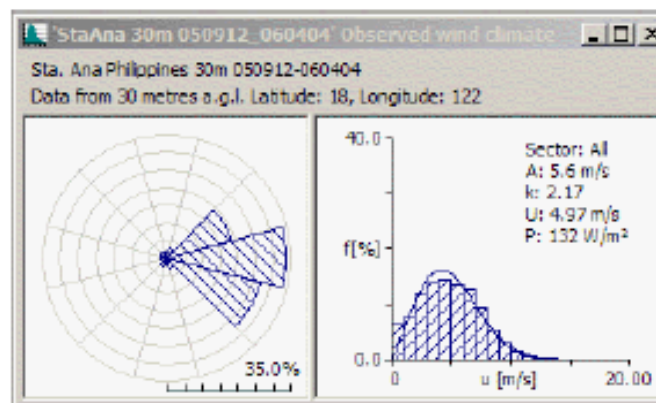 'StaAna 30m 050912_060404' Observed wind climate
Sta. Ana Philippines 30m 050912-060404
Data from 30 metres a.g.l. Latitude: 18, Longitude: 122
35.0%
40.0
f[%]
0.0
0
u [m/s]
20.00
Sector: All
A: 5.6 m/s
k: 2.17
U: 4.97 m/s
P: 132 W/m²